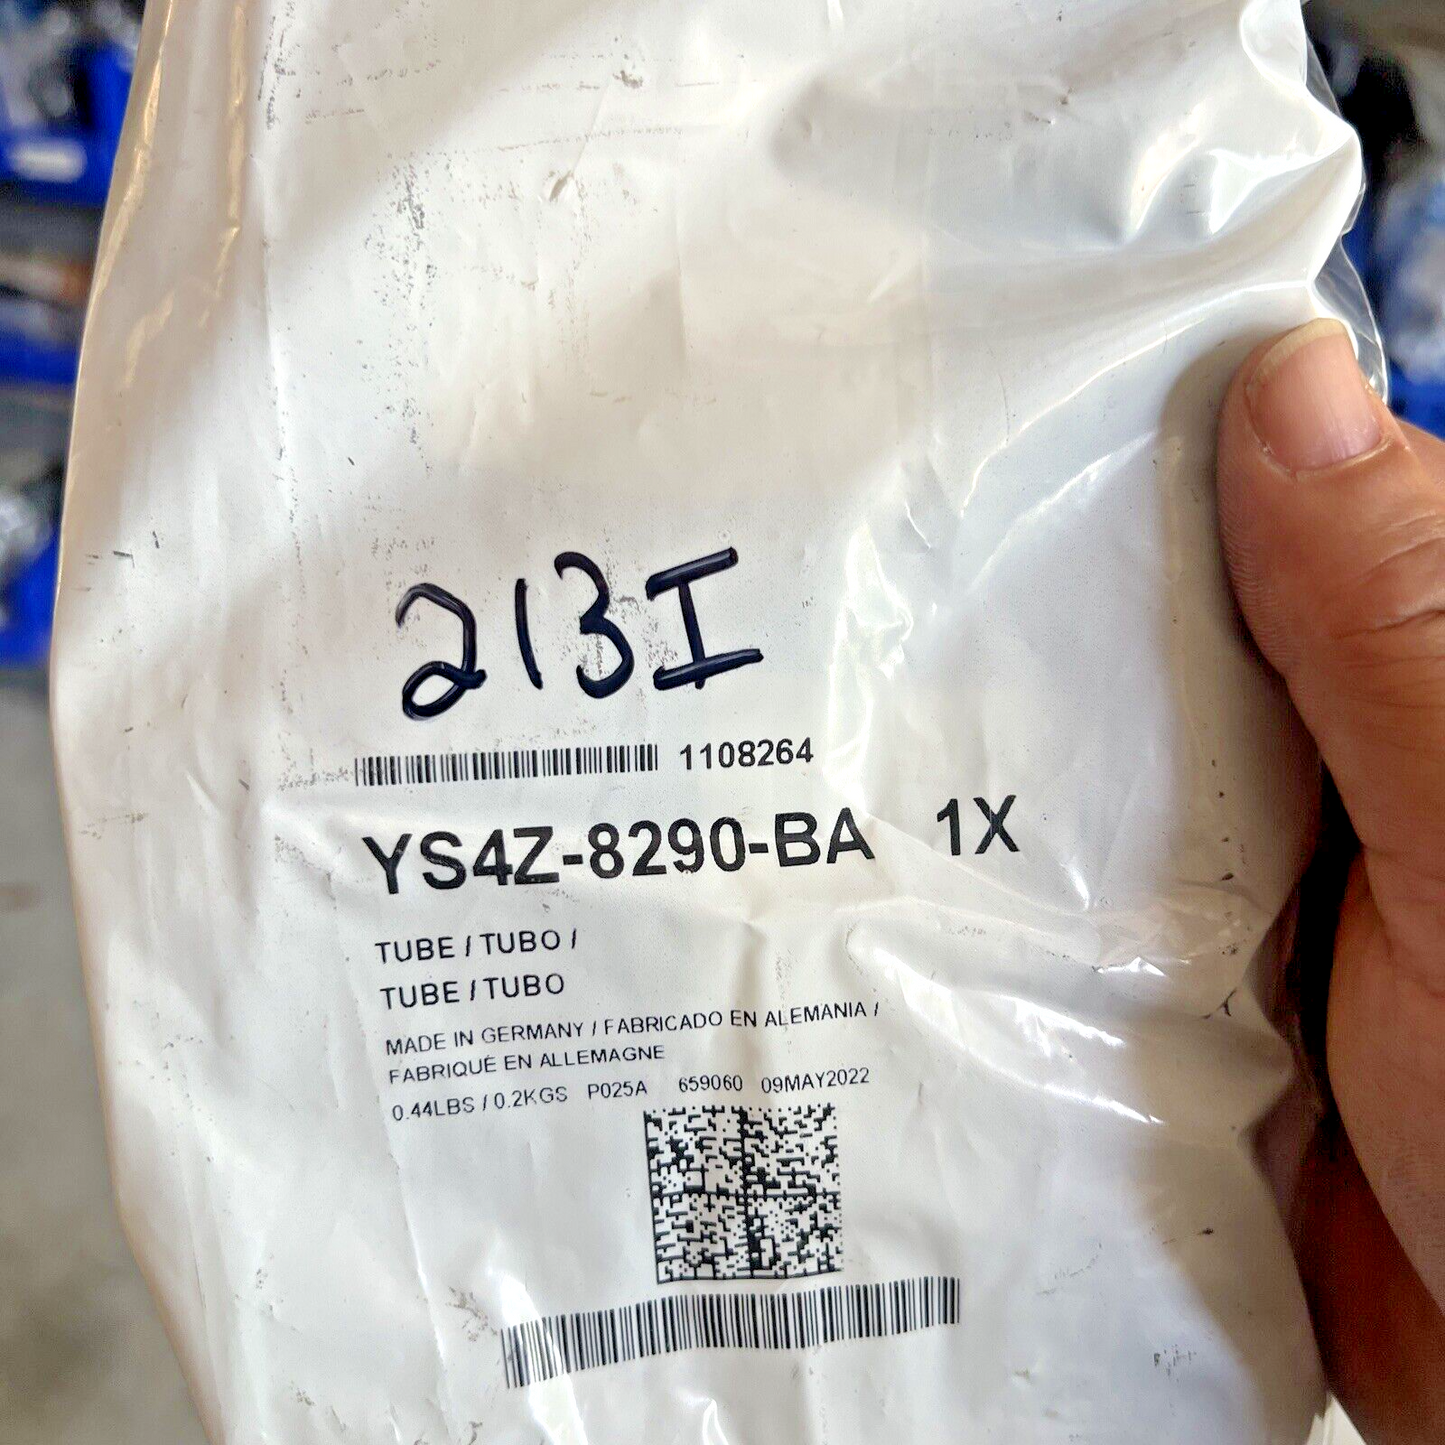 213I
1108264
YS4Z-8290-BA 1X
TUBE / TUBO /
TUBE / TUBO
MADE IN GERMANY / FABRICADO EN ALEMANIA /
FABRIQUÉ EN ALLEMAGNE
0.44LBS / 0.2KGS P025A 659060 09MAY2022